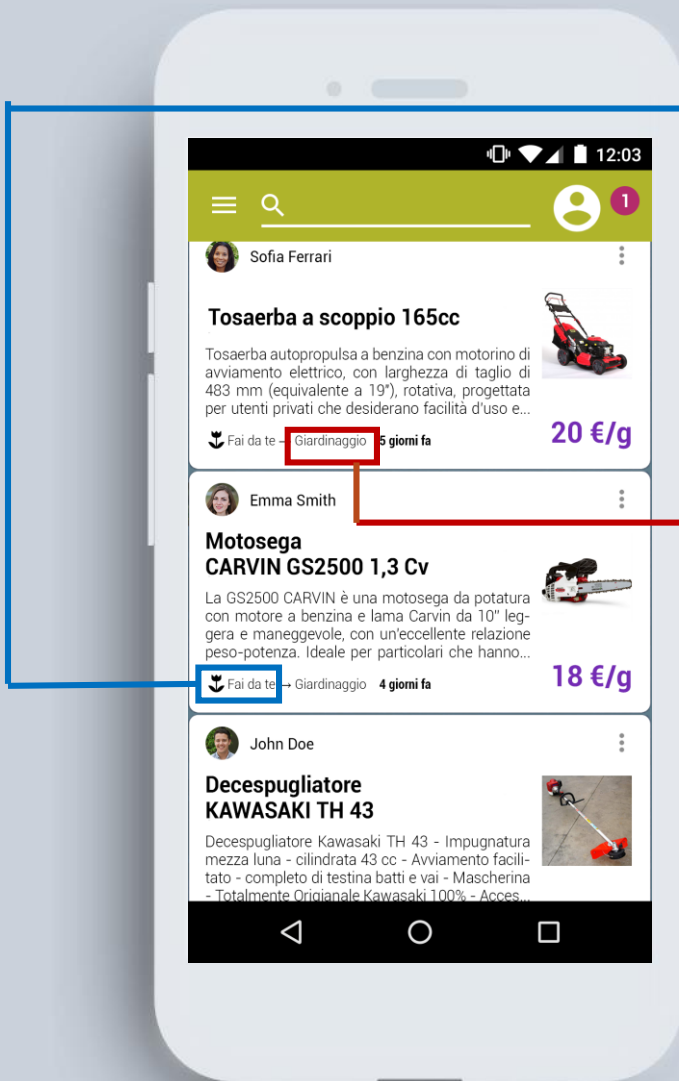 12:03
1
Sofia Ferrari
Tosaerba a scoppio 165cc
Tosaerba autopropulsa a benzina con motorino di
avviamento elettrico, con larghezza di taglio di
483 mm (equivalente a 19"), rotativa, progettata
per utenti privati che desiderano facilità d'uso e...
Fai da te → Giardinaggio 5 giorni fa
20 €/g
Emma Smith
Motosega
CARVIN GS2500 1,3 Cv
La GS2500 CARVIN è una motosega da potatura
con motore a benzina e lama Carvin da 10" leg-
gera e maneggevole, con un'eccellente relazione
peso-potenza. Ideale per particolari che hanno...
Fai da te → Giardinaggio 4 giorni fa
18 €/g
John Doe
Decespugliatore
KAWASAKI TH 43
Decespugliatore Kawasaki TH 43 - Impugnatura
mezza luna - cilindrata 43 cc - Avviamento facili-
tato - completo di testina batti e vai - Mascherina
- Totalmente Origianale Kawasaki 100% - Acces...